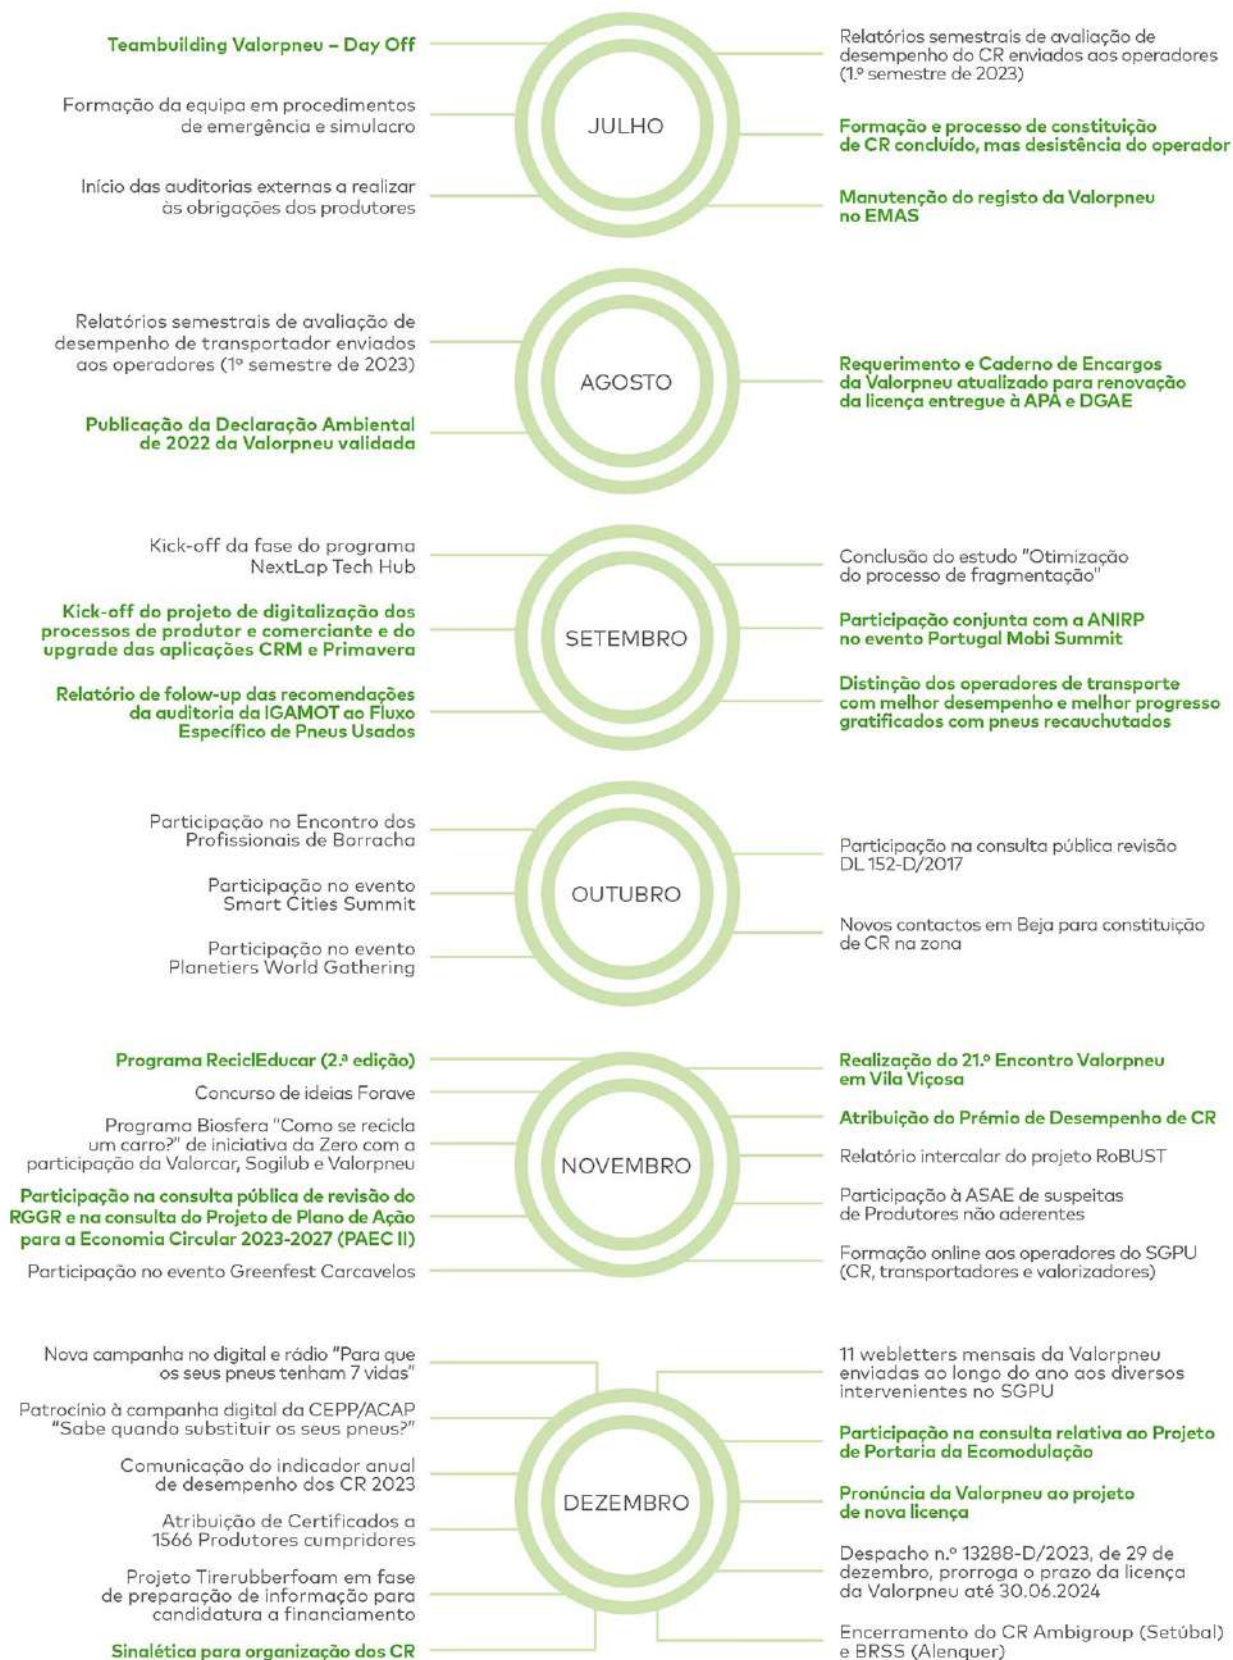 JULHO
Teambuilding Valorpneu – Day Off
Formação da equipa em procedimentos
de emergência e simulacro
Início das auditorias externas a realizar
às obrigações dos produtores
Relatórios semestrais de avaliação de
desempenho do CR enviados aos operadores
(1.º semestre de 2023)
Formação e processo de constituição
de CR concluído, mas desistência do operador
Manutenção do registo da Valorpneu
no EMAS
AGOSTO
Relatórios semestrais de avaliação de
desempenho de transportador enviados
aos operadores (1º semestre de 2023)
Publicação da Declaração Ambiental
de 2022 da Valorpneu validada
Requerimento e Caderno de Encargos
da Valorpneu atualizado para renovação
da licença entregue à APA e DGAE
SETEMBRO
Kick-off da fase do programa
NextLap Tech Hub
Kick-off do projeto de digitalização dos
processos de produtor e comerciante e do
upgrade das aplicações CRM e Primavera
Relatório de folow-up das recomendações
da auditoria da IGAMOT ao Fluxo
Específico de Pneus Usados
Conclusão do estudo "Otimização
do processo de fragmentação"
Participação conjunta com a ANIRP
no evento Portugal Mobi Summit
Distinção dos operadores de transporte
com melhor desempenho e melhor progresso
gratificados com pneus recauchutados
OUTUBRO
Participação no Encontro dos
Profissionais de Borracha
Participação no evento
Smart Cities Summit
Participação no evento
Planetiers World Gathering
Participação na consulta pública revisão
DL 152-D/2017
Novos contactos em Beja para constituição
de CR na zona
NOVEMBRO
Programa ReciclEducar (2.ª edição)
Concurso de ideias Forave
Programa Biosfera "Como se recicla
um carro?" de iniciativa da Zero com a
participação da Valorcar, Sogilub e Valorpneu
Participação na consulta pública de revisão do
RGGR e na consulta do Projeto de Plano de Ação
para a Economia Circular 2023-2027 (PAEC II)
Participação no evento Greenfest Carcavelos
Realização do 21.º Encontro Valorpneu
em Vila Viçosa
Atribuição do Prémio de Desempenho de CR
Relatório intercalar do projeto RoBUST
Participação à ASAE de suspeitas
de Produtores não aderentes
Formação online aos operadores do SGPU
(CR, transportadores e valorizadores)
DEZEMBRO
Nova campanha no digital e rádio "Para que
os seus pneus tenham 7 vidas"
Patrocínio à campanha digital da CEPP/ACAP
"Sabe quando substituir os seus pneus?"
Comunicação do indicador anual
de desempenho dos CR 2023
Atribuição de Certificados a
1566 Produtores cumpridores
Projeto Tirerubberfoam em fase
de preparação de informação para
candidatura a financiamento
Sinalética para organização dos CR
11 webletters mensais da Valorpneu
enviadas ao longo do ano aos diversos
intervenientes no SGPU
Participação na consulta relativa ao Projeto
de Portaria da Ecomodulação
Pronúncia da Valorpneu ao projeto
de nova licença
Despacho n.º 13288-D/2023, de 29 de
dezembro, prorroga o prazo da licença
da Valorpneu até 30.06.2024
Encerramento do CR Ambigroup (Setúbal)
e BRSS (Alenquer)